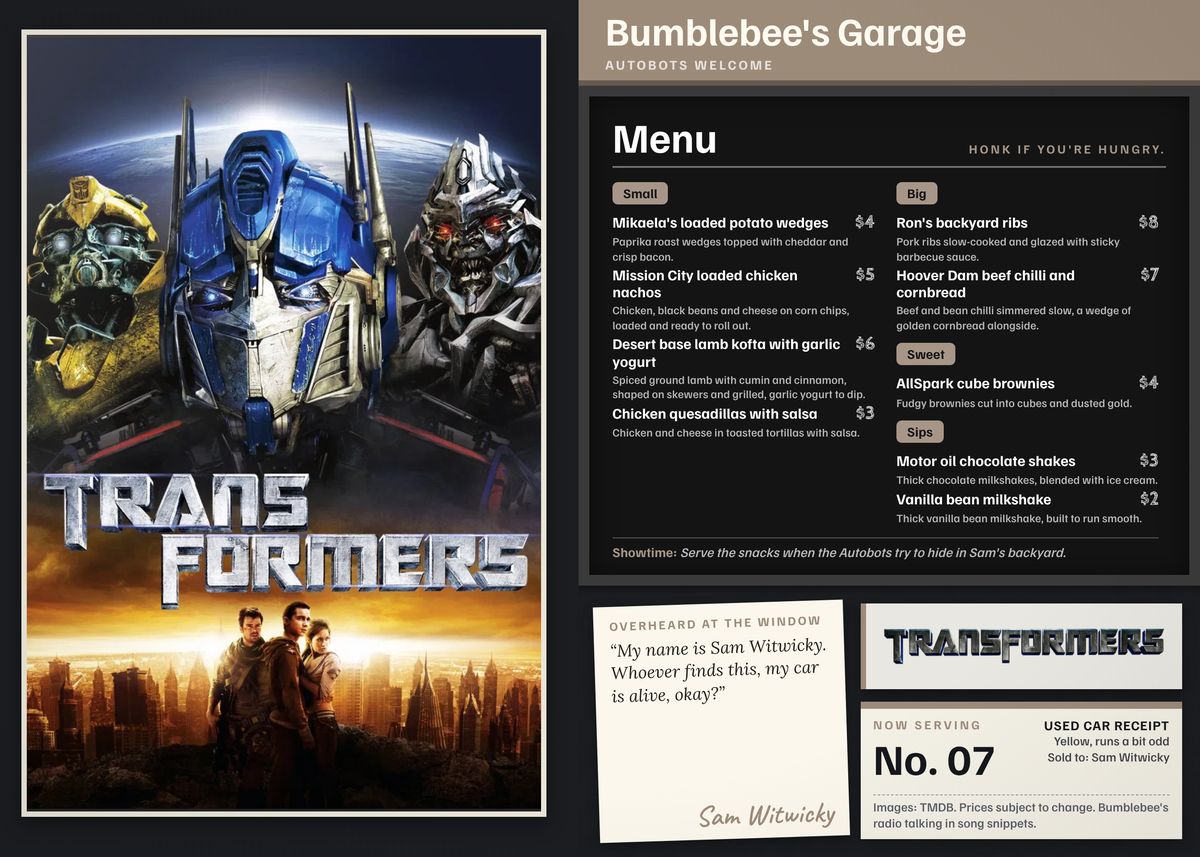 TRANS
FORMERS
Bumblebee's Garage
AUTOBOTS WELCOME
Menu
HONK IF YOU'RE HUNGRY.
Small
Mikaela's loaded potato wedges $4
Paprika roast wedges topped with cheddar and
crisp bacon.
Mission City loaded chicken $5
nachos
Chicken, black beans and cheese on corn chips,
loaded and ready to roll out.
Desert base lamb kofta with garlic $6
yogurt
Spiced ground lamb with cumin and cinnamon,
shaped on skewers and grilled, garlic yogurt to dip.
Chicken quesadillas with salsa $3
Chicken and cheese in toasted tortillas with salsa.
Big
Ron's backyard ribs $8
Pork ribs slow-cooked and glazed with sticky
barbecue sauce.
Hoover Dam beef chilli and $7
cornbread
Beef and bean chilli simmered slow, a wedge of
golden cornbread alongside.
Sweet
AllSpark cube brownies $4
Fudgy brownies cut into cubes and dusted gold.
Sips
Motor oil chocolate shakes $3
Thick chocolate milkshakes, blended with ice cream.
Vanilla bean milkshake $2
Thick vanilla bean milkshake, built to run smooth.
Showtime: Serve the snacks when the Autobots try to hide in Sam's backyard.
OVERHEARD AT THE WINDOW
“My name is Sam Witwicky.
Whoever finds this, my car
is alive, okay?”
Sam Witwicky
TRANSFORMERS
NOW SERVING
No. 07
USED CAR RECEIPT
Yellow, runs a bit odd
Sold to: Sam Witwicky
Images: TMDB. Prices subject to change. Bumblebee's
radio talking in song snippets.